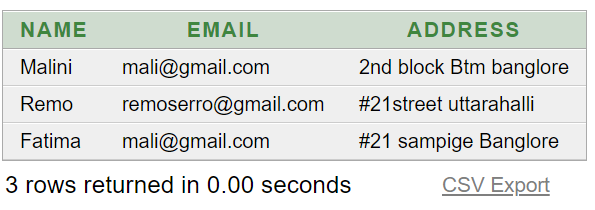 NAME EMAIL ADDRESS
Malini mali@gmail.com 2nd block Btm banglore
Remo remoserro@gmail.com #21street uttarahalli
Fatima mali@gmail.com #21 sampige Banglore
3 rows returned in 0.00 seconds CSV Export